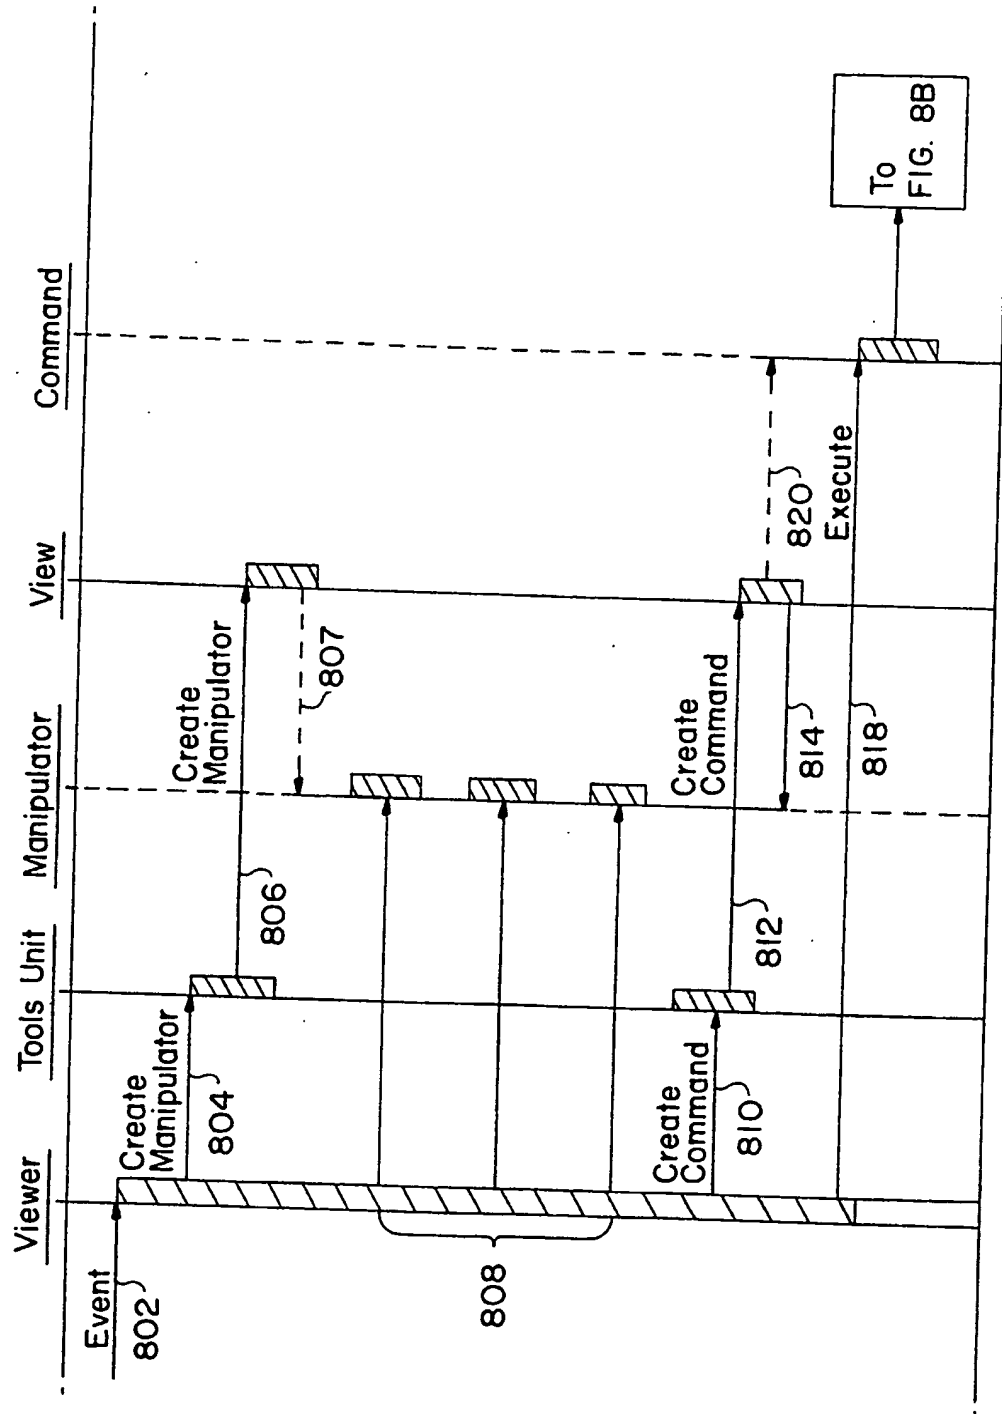 Viewer
Tools Unit
Manipulator
View
Command
Event
802
Create
Manipulator
804
Create
Manipulator
806
807
808
Create
Command
810
Create
Command
812
814
820
Execute
818
To
FIG. 8B